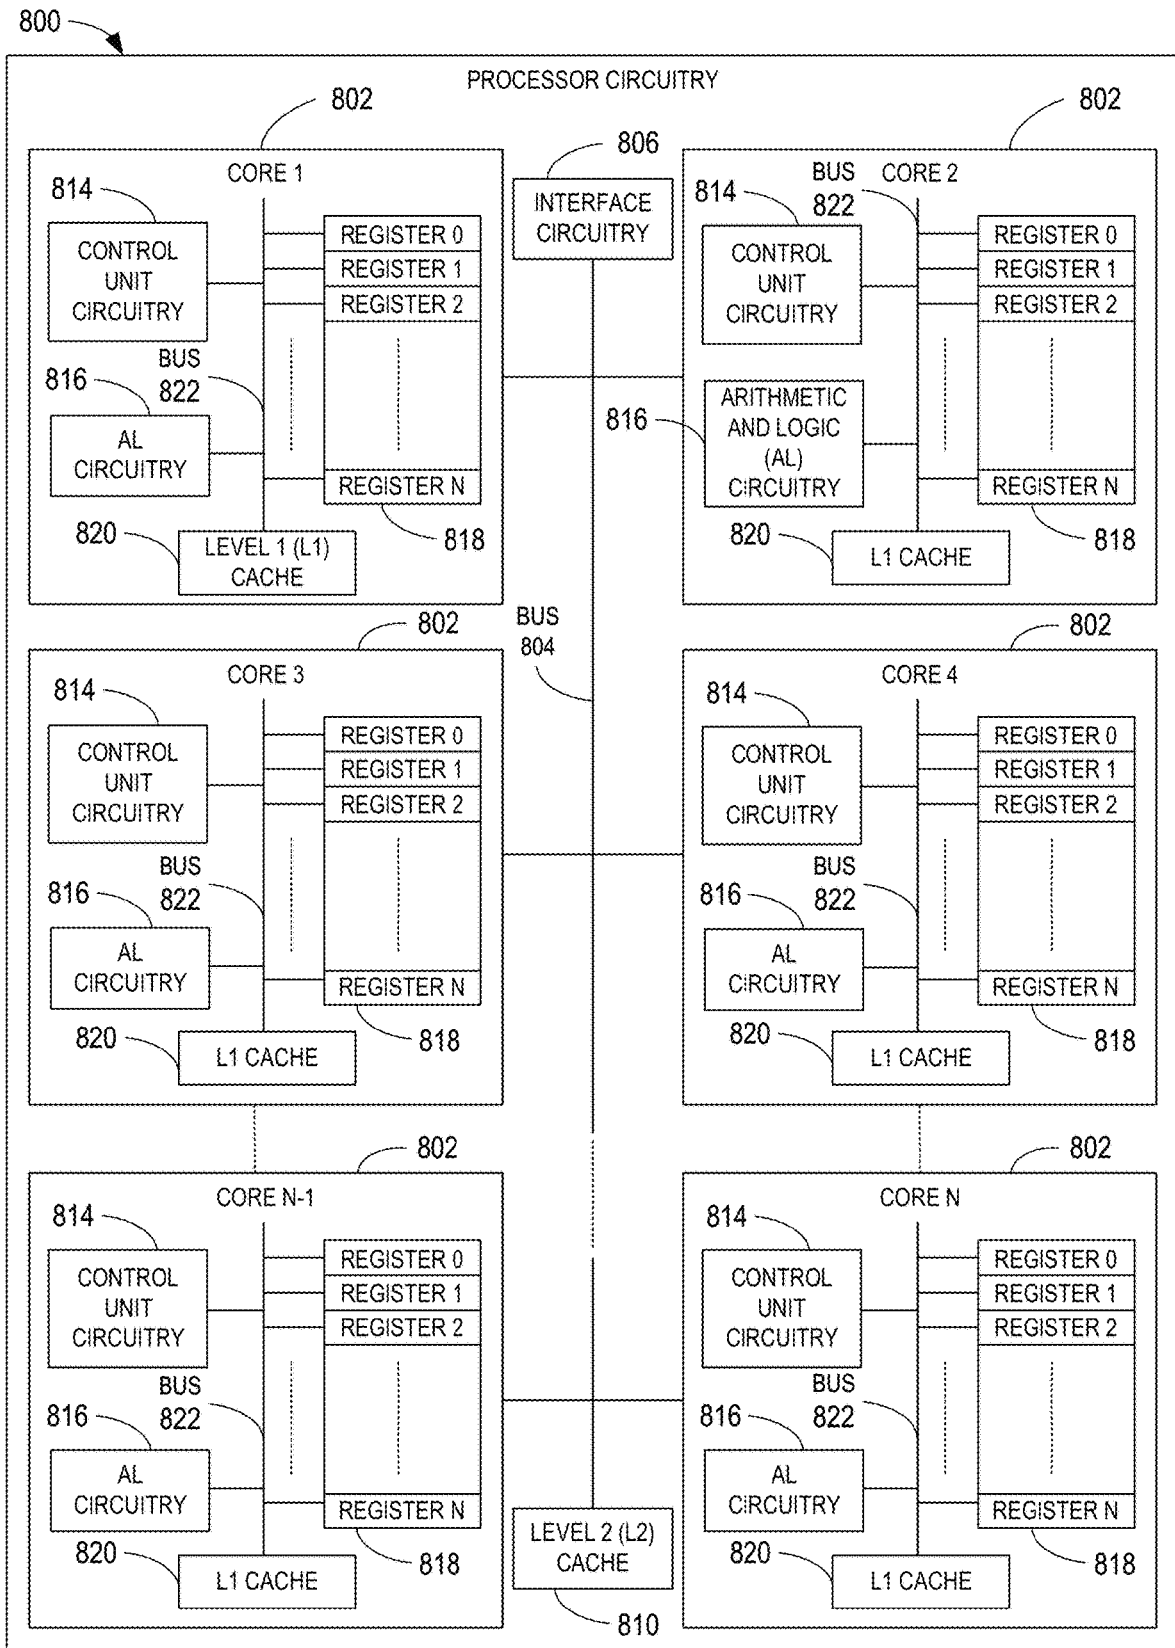 800
PROCESSOR CIRCUITRY
802
CORE 1
814
CONTROL
UNIT
CIRCUITRY
REGISTER 0
REGISTER 1
REGISTER 2
BUS
822
816
AL
CIRCUITRY
REGISTER N
818
820
LEVEL 1 (L1)
CACHE
806
INTERFACE
CIRCUITRY
802
CORE 2
BUS
822
814
CONTROL
UNIT
CIRCUITRY
REGISTER 0
REGISTER 1
REGISTER 2
816
ARITHMETIC
AND LOGIC
(AL)
CIRCUITRY
REGISTER N
818
820
L1 CACHE
BUS
804
802
CORE 3
814
CONTROL
UNIT
CIRCUITRY
REGISTER 0
REGISTER 1
REGISTER 2
BUS
822
816
AL
CIRCUITRY
REGISTER N
818
820
L1 CACHE
802
CORE 4
814
CONTROL
UNIT
CIRCUITRY
REGISTER 0
REGISTER 1
REGISTER 2
BUS
822
816
AL
CIRCUITRY
REGISTER N
818
820
L1 CACHE
802
CORE N-1
814
CONTROL
UNIT
CIRCUITRY
REGISTER 0
REGISTER 1
REGISTER 2
BUS
822
816
AL
CIRCUITRY
REGISTER N
818
820
L1 CACHE
LEVEL 2 (L2)
CACHE
810
802
CORE N
814
CONTROL
UNIT
CIRCUITRY
REGISTER 0
REGISTER 1
REGISTER 2
BUS
822
816
AL
CIRCUITRY
REGISTER N
818
820
L1 CACHE